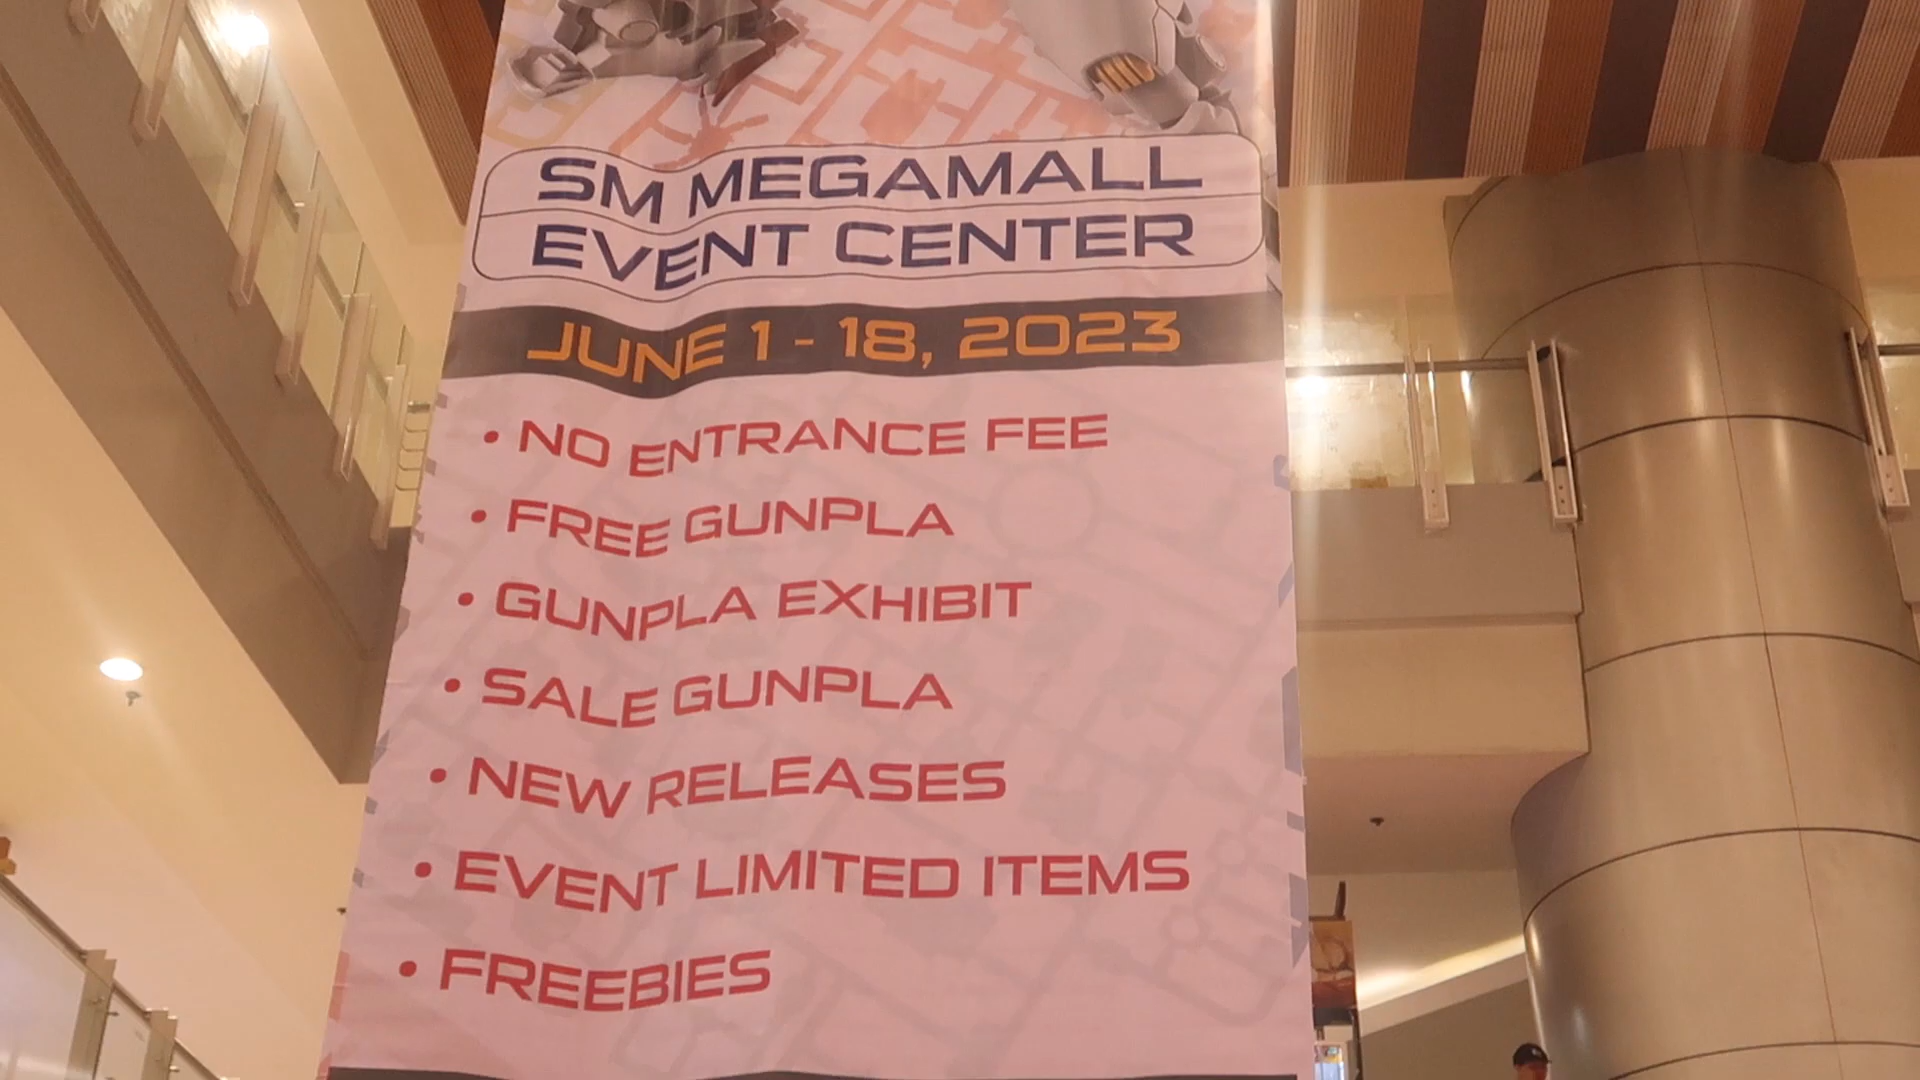 SM MEGAMALL
EVENT CENTER
JUNE 1 - 18, 2023
• NO ENTRANCE FEE
• FREE GUNPLA
• GUNPLA EXHIBIT
• SALE GUNPLA
• NEW RELEASES
• EVENT LIMITED ITEMS
• FREEBIES